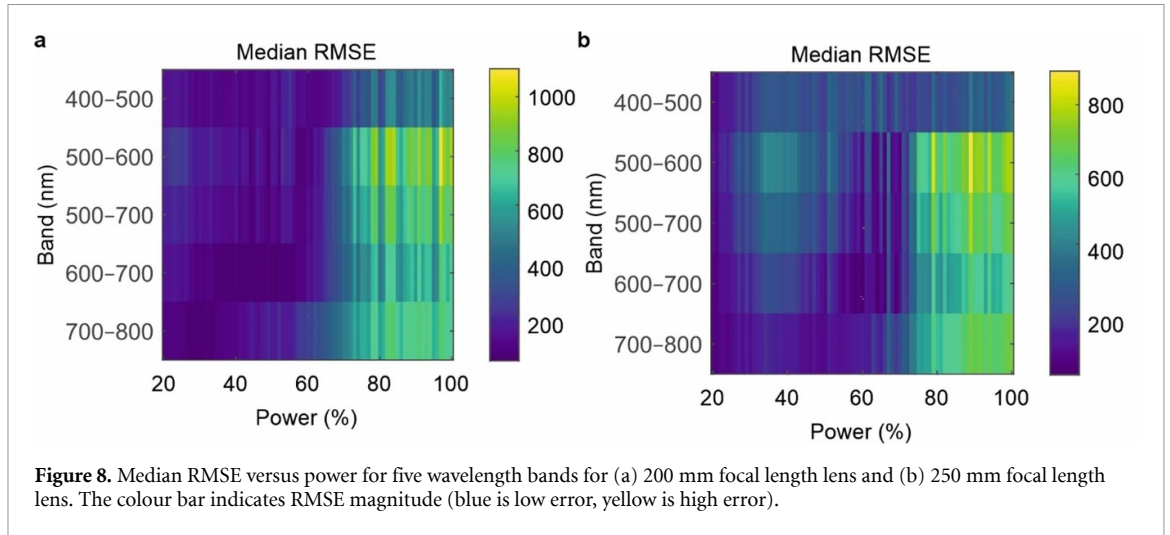 a
Median RMSE
400–500
500–600
500–700
600–700
700–800
Band (nm)
20 40 60 80 100
Power (%)
1000
800
600
400
200
b
Median RMSE
400–500
500–600
500–700
600–700
700–800
Band (nm)
20 40 60 80 100
Power (%)
800
600
400
200
Figure 8. Median RMSE versus power for five wavelength bands for (a) 200 mm focal length lens and (b) 250 mm focal length
lens. The colour bar indicates RMSE magnitude (blue is low error, yellow is high error).